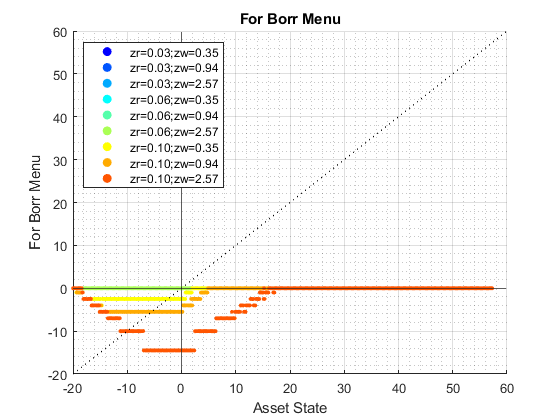 For Borr Menu
60
50
40
30
20
10
0
-10
-20
For Borr Menu
zr=0.03;zw=0.35
zr=0.03;zw=0.94
zr=0.03;zw=2.57
zr=0.06;zw=0.35
zr=0.06;zw=0.94
zr=0.06;zw=2.57
zr=0.10;zw=0.35
zr=0.10;zw=0.94
zr=0.10;zw=2.57
-20 -10 0 10 20 30 40 50 60
Asset State